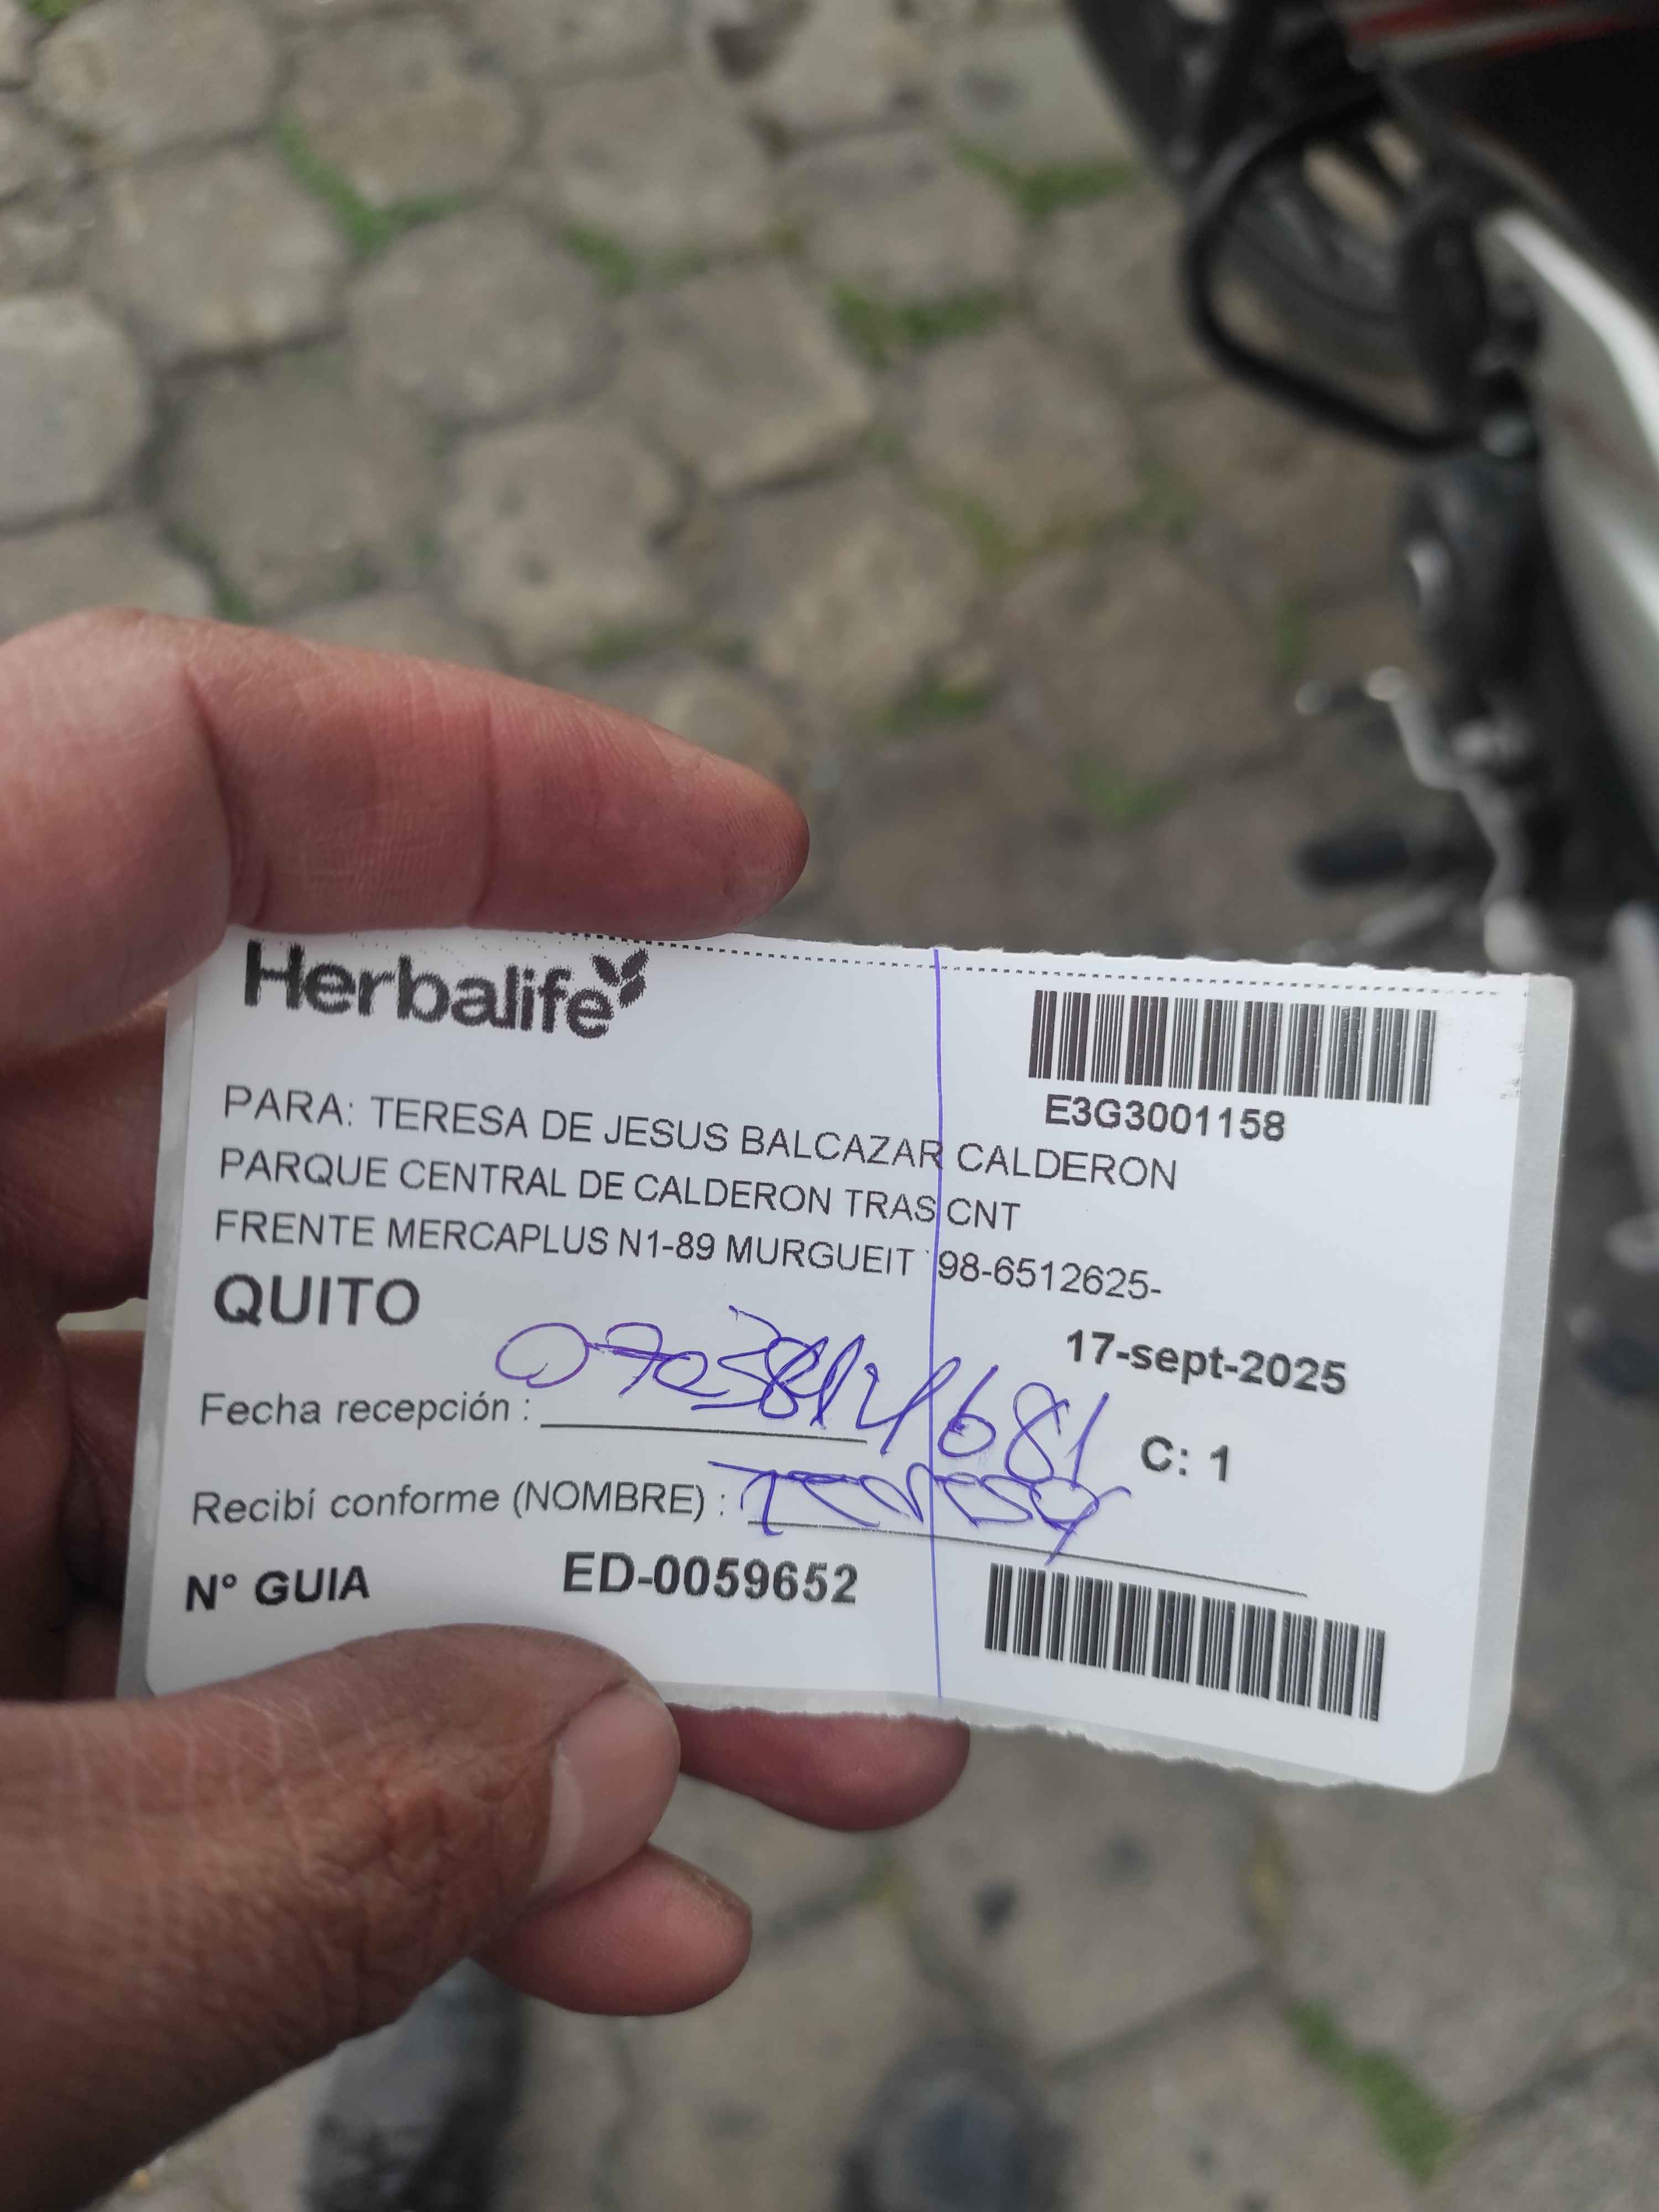 Herbalife
E3G3001158
PARA: TERESA DE JESUS BALCAZAR CALDERON
PARQUE CENTRAL DE CALDERON TRAS CNT
FRENTE MERCAPLUS N1-89 MURGUEIT 98-6512625-
QUITO
17-sept-2025
Fecha recepción :
C: 1
Recibí conforme (NOMBRE) : Teresa
N° GUIA ED-0059652